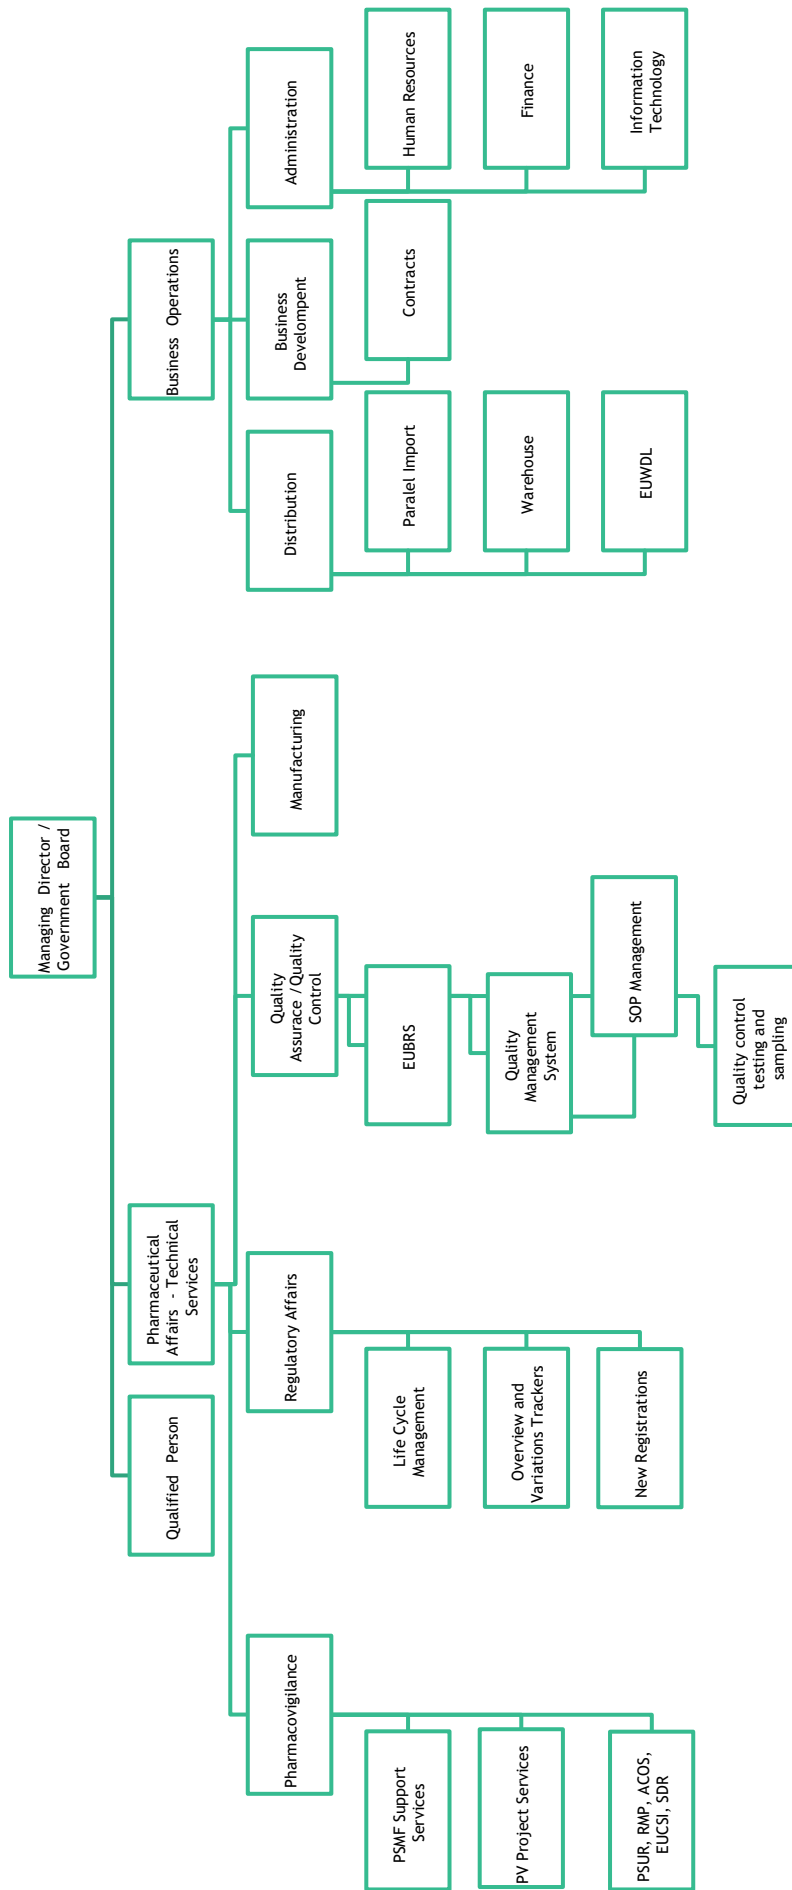 Managing Director /
Government Board
Qualified Person
Pharmaceutical
Affairs - Technical
Services
Business Operations
Pharmacovigilance
Regulatory Affairs
Quality
Assurace /Quality
Control
Manufacturing
Distribution
Business
Develompent
Administration
PSMF Support
Services
Life Cycle
Management
EUBRS
Paralel Import
Contracts
Human Resources
PV Project Services
Overview and
Variations Trackers
Quality
Management
System
Warehouse
Finance
PSUR, RMP, ACOS,
EUCSI, SDR
New Registrations
SOP Management
EUWDL
Information
Technology
Quality control
testing and
sampling